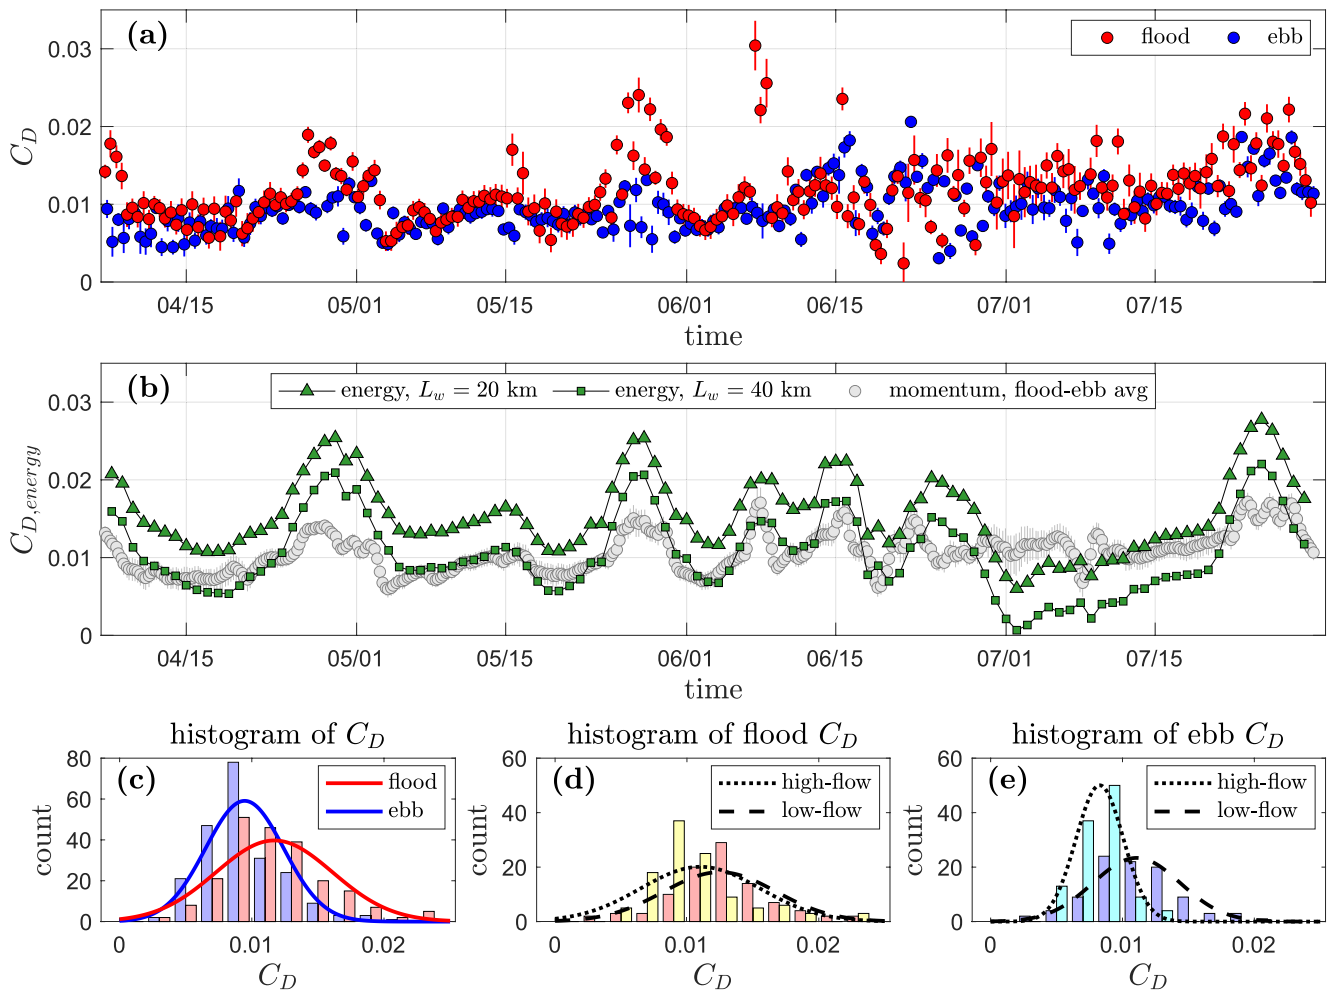 (a)
flood ebb
0.03
0.02
0.01
0
C_D
04/15 05/01 05/15 06/01 06/15 07/01 07/15
time
(b)
energy, L_w = 20 km energy, L_w = 40 km momentum, flood-ebb avg
0.03
0.02
0.01
0
C_{D,energy}
04/15 05/01 05/15 06/01 06/15 07/01 07/15
time
histogram of C_D
(c)
flood
ebb
80
60
40
20
0
count
0 0.01 0.02
C_D
histogram of flood C_D
(d)
high-flow
low-flow
60
40
20
0
count
0 0.01 0.02
C_D
histogram of ebb C_D
(e)
high-flow
low-flow
60
40
20
0
count
0 0.01 0.02
C_D